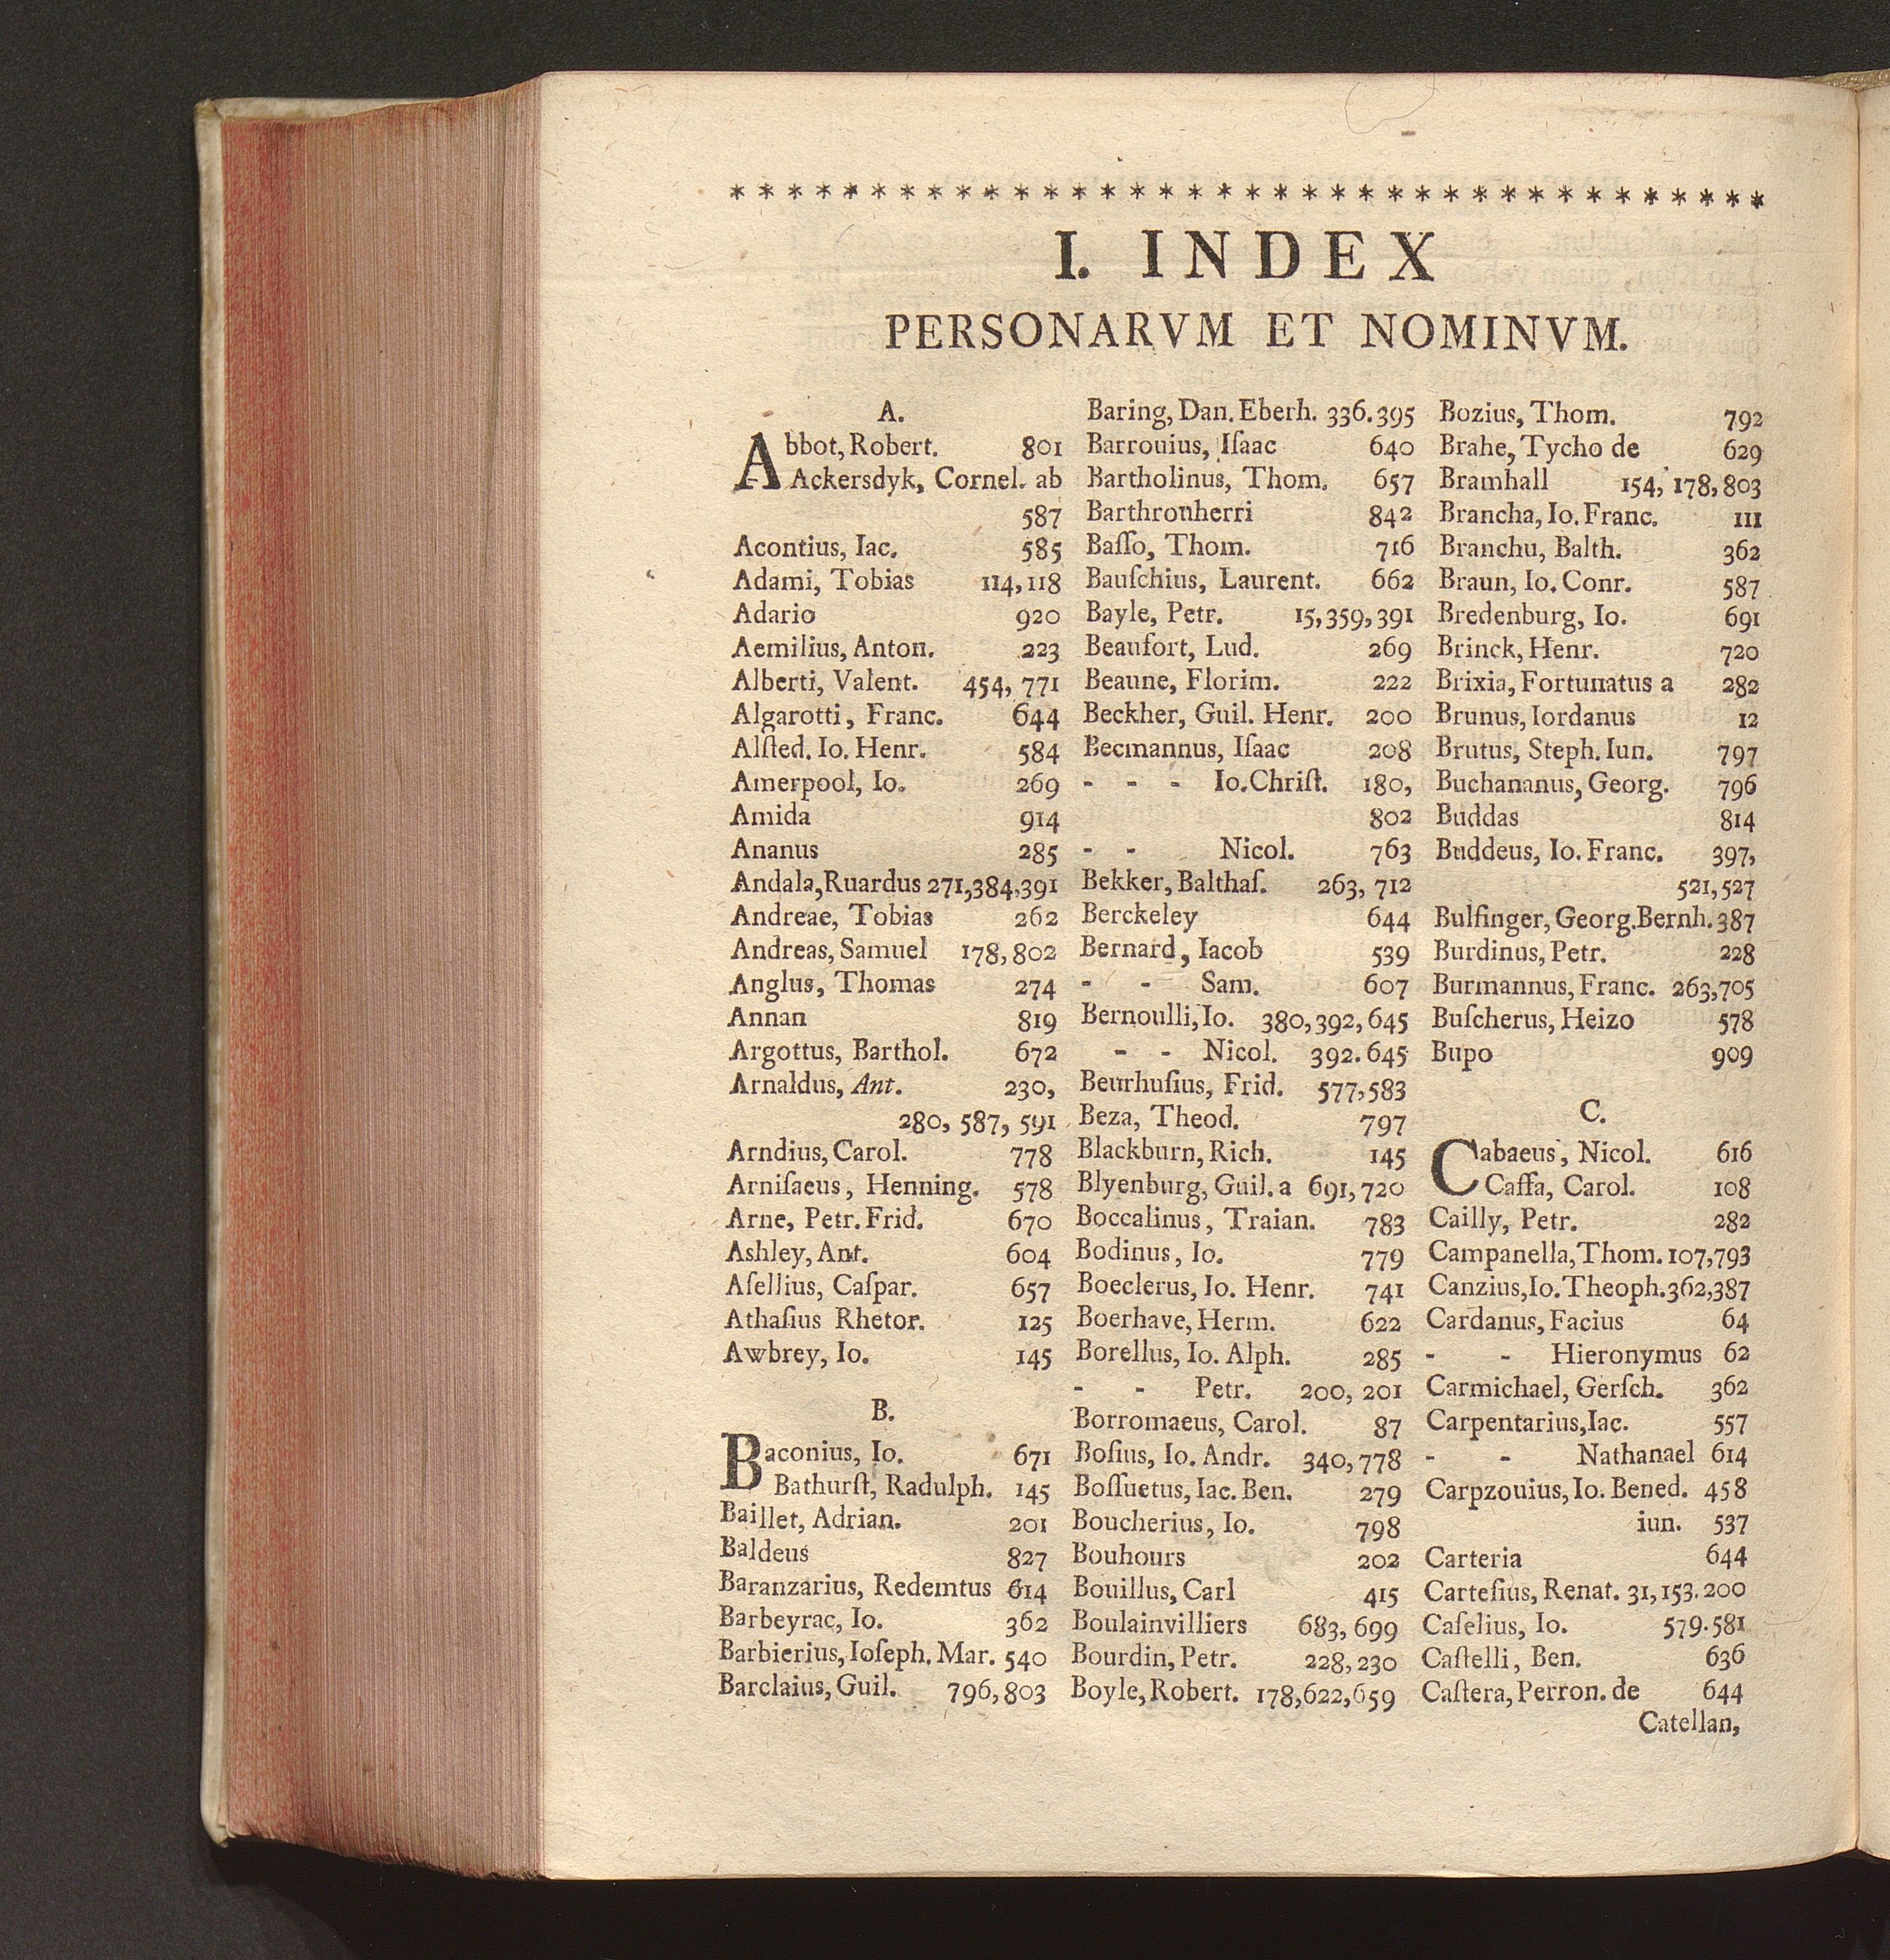 * * * * * * * * * * * * * * * * * * * * * * * * * * * * * * * * * * * * *
I. INDEX
PERSONARVM ET NOMINVM.
A.
Abbot, Robert. 801
Ackersdyk, Cornel. ab
587
Acontius, Iac. 585
Adami, Tobias 114, 118
Adario 920
Aemilius, Anton. 223
Alberti, Valent. 454, 771
Algarotti, Franc. 644
Alſted. Io. Henr. 584
Amerpool, Io. 269
Amida 914
Ananus 285
Andala, Ruardus 271,384,391
Andreae, Tobias 262
Andreas, Samuel 178, 802
Anglus, Thomas 274
Annan 819
Argottus, Barthol. 672
Arnaldus, Ant. 230,
280, 587, 591
Arndius, Carol. 778
Arniſaeus, Henning. 578
Arne, Petr. Frid. 670
Ashley, Ant. 604
Aſellius, Caſpar. 657
Athaſius Rhetor. 125
Awbrey, Io. 145
B.
Baconius, Io. 671
Bathurſt, Radulph. 145
Baillet, Adrian. 201
Baldeus 827
Baranzarius, Redemtus 614
Barbeyrac, Io. 362
Barbierius, Ioſeph. Mar. 540
Barclaius, Guil. 796, 803
Baring, Dan. Eberh. 336.395
Barrouius, Iſaac 640
Bartholinus, Thom. 657
Barthronherri 842
Baſſo, Thom. 716
Bauſchius, Laurent. 662
Bayle, Petr. 15, 359, 391
Beaufort, Lud. 269
Beaune, Florim. 222
Beckher, Guil. Henr. 200
Becmannus, Iſaac 208
- - - Io. Chriſt. 180,
802
- - Nicol. 763
Bekker, Balthaſ. 263, 712
Berckeley 644
Bernard, Iacob 539
- - Sam. 607
Bernoulli, Io. 380, 392, 645
- - Nicol. 392. 645
Beurhuſius, Frid. 577, 583
Beza, Theod. 797
Blackburn, Rich. 145
Blyenburg, Guil. a 691, 720
Boccalinus, Traian. 783
Bodinus, Io. 779
Boeclerus, Io. Henr. 741
Boerhave, Herm. 622
Borellus, Io. Alph. 285
- - Petr. 200, 201
Borromaeus, Carol. 87
Boſius, Io. Andr. 340, 778
Boſſuetus, Iac. Ben. 279
Boucherius, Io. 798
Bouhours 202
Bouillus, Carl 415
Boulainvilliers 683, 699
Bourdin, Petr. 228, 230
Boyle, Robert. 178,622,659
Bozius, Thom. 792
Brahe, Tycho de 629
Bramhall 154, 178, 803
Brancha, Io. Franc. 111
Branchu, Balth. 362
Braun, Io. Conr. 587
Bredenburg, Io. 691
Brinck, Henr. 720
Brixia, Fortunatus a 282
Brunus, Iordanus 12
Brutus, Steph. Iun. 797
Buchananus, Georg. 796
Buddas 814
Buddeus, Io. Franc. 397,
521, 527
Bulfinger, Georg. Bernh. 387
Burdinus, Petr. 228
Burmannus, Franc. 263,705
Buſcherus, Heizo 578
Bupo 909
C.
Cabaeus, Nicol. 616
Caffa, Carol. 108
Cailly, Petr. 282
Campanella, Thom. 107,793
Canzius, Io. Theoph. 362,387
Cardanus, Facius 64
- - Hieronymus 62
Carmichael, Gerſch. 362
Carpentarius, Iac. 557
- - Nathanael 614
Carpzouius, Io. Bened. 458
iun. 537
Carteria 644
Carteſius, Renat. 31, 153. 200
Caſelius, Io. 579. 581
Caſtelli, Ben. 636
Caſtera, Perron. de 644
Catellan,